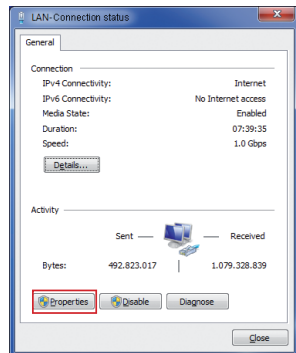 LAN-Connection status
General
Connection
IPv4 Connectivity: Internet
IPv6 Connectivity: No Internet access
Media State: Enabled
Duration: 07:39:35
Speed: 1.0 Gbps
Details...
Activity
Sent Received
Bytes: 492.823.017 1.079.328.839
Properties Disable Diagnose
Close